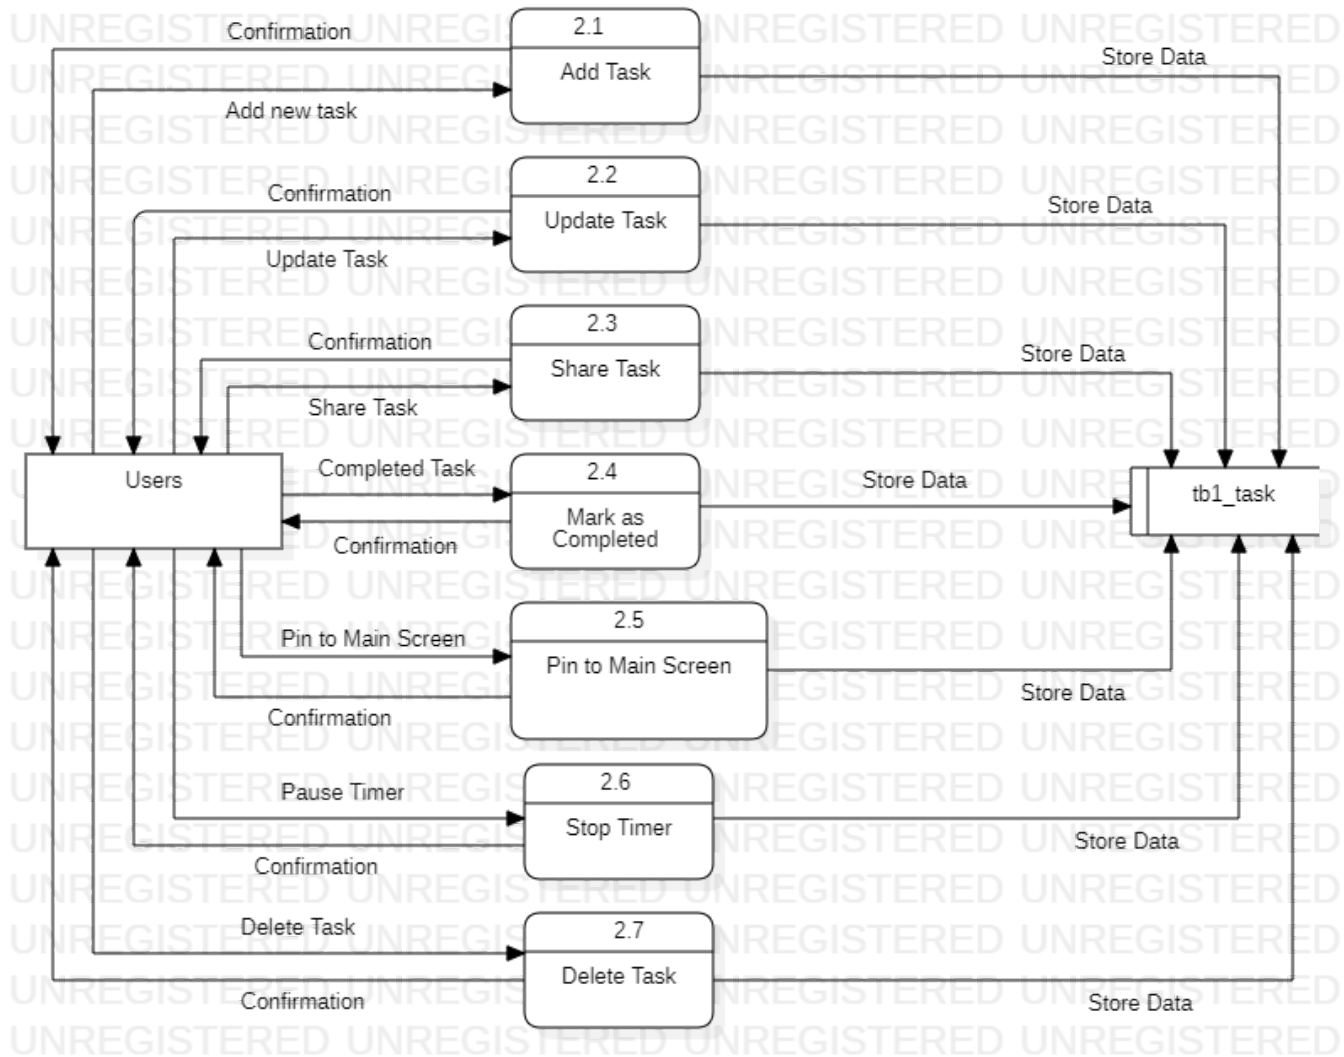 2.1
Confirmation
Store Data
Add Task
Add new task
2.2
Confirmation
Store Data
Update Task
Update Task
2.3
Confirmation
Store Data
Share Task
Share Task
Users
Completed Task
2.4
Store Data
tb1_task
Mark as
Completed
Confirmation
2.5
Pin to Main Screen
Pin to Main Screen
Store Data
Confirmation
2.6
Pause Timer
Stop Timer
Store Data
Confirmation
2.7
Delete Task
Delete Task
Confirmation
Store Data
UNREGISTERED